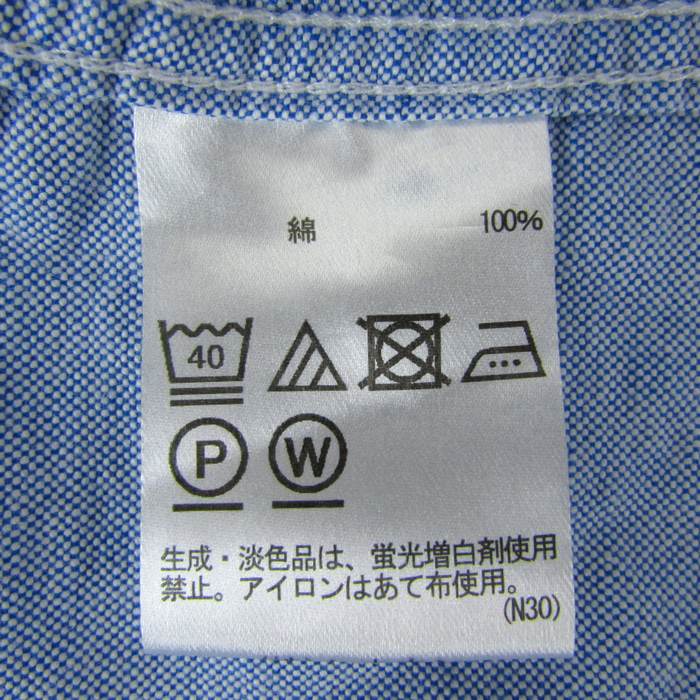 綿 100%
40
P W
生成・淡色品は、蛍光増白剤使用
禁止。アイロンはあて布使用。
(N30)